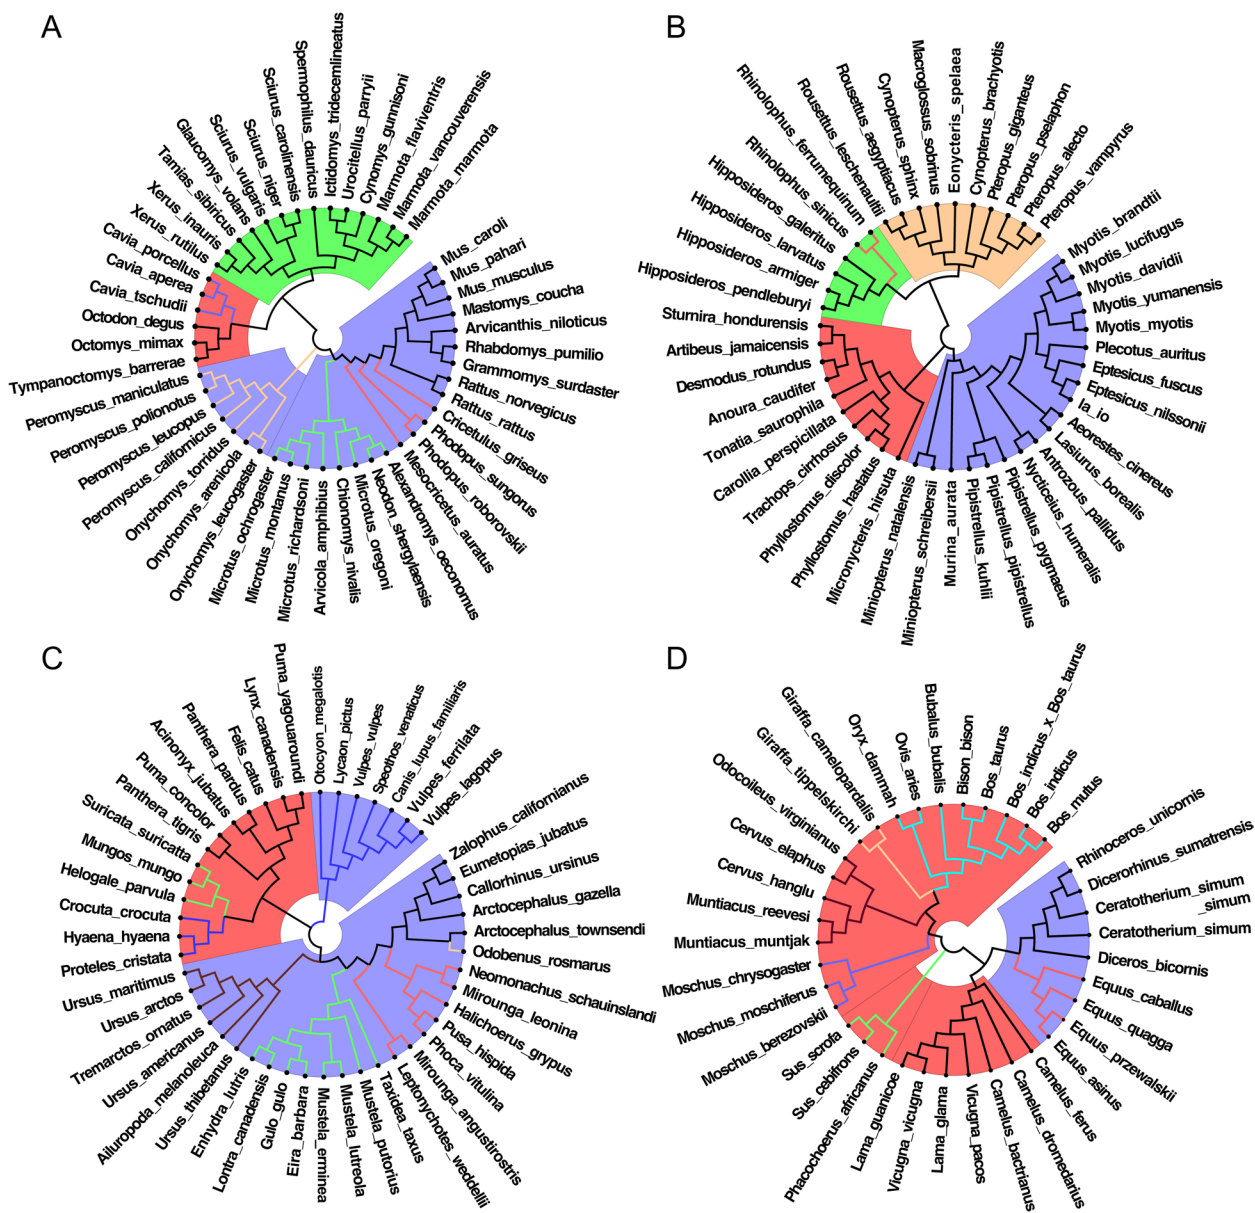 A
Mus_caroli
Mus_pahari
Mus_musculus
Mastomys_coucha
Arvicanthis_niloticus
Rhabdomys_pumilio
Grammomys_surdaster
Rattus_norvegicus
Rattus_rattus
Cricetulus_griseus
Phodopus_sungorus
Phodopus_roborovskii
Mesocricetus_auratus
Alexandromys_oeconomus
Neodon_shergylaensis
Microtus_oregoni
Chionomys_nivalis
Arvicola_amphibius
Microtus_richardsoni
Microtus_montanus
Microtus_ochrogaster
Onychomys_leucogaster
Onychomys_arenicola
Onychomys_torridus
Peromyscus_californicus
Peromyscus_leucopus
Peromyscus_polionotus
Peromyscus_maniculatus
Tympanoctomys_barrerae
Octomys_mimax
Octodon_degus
Cavia_tschudii
Cavia_aperea
Cavia_porcellus
Xerus_rutilus
Xerus_inauris
Tamias_sibiricus
Glaucomys_volans
Sciurus_vulgaris
Sciurus_niger
Sciurus_carolinensis
Spermophilus_dauricus
Ictidomys_tridecemlineatus
Urocitellus_parryii
Cynomys_gunnisoni
Marmota_flaviventris
Marmota_vancouverensis
Marmota_marmota
B
Myotis_brandtii
Myotis_lucifugus
Myotis_davidii
Myotis_yumanensis
Myotis_myotis
Plecotus_auritus
Eptesicus_fuscus
Eptesicus_nilssonii
Ia_io
Aeorestes_cinereus
Lasiurus_borealis
Antrozous_pallidus
Nycticeius_humeralis
Pipistrellus_pygmaeus
Pipistrellus_pipistrellus
Pipistrellus_kuhlii
Murina_aurata
Miniopterus_schreibersii
Miniopterus_natalensis
Micronycteris_hirsuta
Phyllostomus_hastatus
Phyllostomus_discolor
Trachops_cirrhosus
Carollia_perspicillata
Tonatia_saurophila
Anoura_caudifer
Desmodus_rotundus
Artibeus_jamaicensis
Sturnira_hondurensis
Hipposideros_pendleburyi
Hipposideros_armiger
Hipposideros_larvatus
Hipposideros_galeritus
Rhinolophus_sinicus
Rhinolophus_ferrumequinum
Rousettus_leschenaultii
Rousettus_aegyptiacus
Cynopterus_sphinx
Macroglossus_sobrinus
Eonycteris_spelaea
Cynopterus_brachyotis
Pteropus_giganteus
Pteropus_pselaphon
Pteropus_alecto
Pteropus_vampyrus
C
Zalophus_californianus
Eumetopias_jubatus
Callorhinus_ursinus
Arctocephalus_gazella
Arctocephalus_townsendi
Odobenus_rosmarus
Neomonachus_schauinslandi
Mirounga_leonina
Halichoerus_grypus
Pusa_hispida
Phoca_vitulina
Mirounga_angustirostris
Leptonychotes_weddellii
Taxidea_taxus
Mustela_putorius
Mustela_lutreola
Mustela_erminea
Eira_barbara
Gulo_gulo
Lontra_canadensis
Enhydra_lutris
Ursus_thibetanus
Ailuropoda_melanoleuca
Ursus_americanus
Tremarctos_ornatus
Ursus_arctos
Ursus_maritimus
Proteles_cristata
Hyaena_hyaena
Crocuta_crocuta
Helogale_parvula
Mungos_mungo
Suricata_suricatta
Panthera_tigris
Puma_concolor
Acinonyx_jubatus
Panthera_pardus
Felis_catus
Lynx_canadensis
Puma_yagouaroundi
Otocyon_megalotis
Lycaon_pictus
Vulpes_vulpes
Speothos_venaticus
Canis_lupus_familiaris
Vulpes_ferrilata
Vulpes_lagopus
D
Rhinoceros_unicornis
Dicerorhinus_sumatrensis
Ceratotherium_simum
_simum
Ceratotherium_simum
Diceros_bicornis
Equus_caballus
Equus_quagga
Equus_przewalskii
Equus_asinus
Camelus_ferus
Camelus_dromedarius
Camelus_bactrianus
Vicugna_pacos
Lama_glama
Vicugna_vicugna
Lama_guanicoe
Phacochoerus_africanus
Sus_cebifrons
Sus_scrofa
Moschus_berezovskii
Moschus_moschiferus
Moschus_chrysogaster
Muntiacus_muntjak
Muntiacus_reevesi
Cervus_hanglu
Cervus_elaphus
Odocoileus_virginianus
Giraffa_tippelskirchi
Giraffa_camelopardalis
Oryx_dammah
Ovis_aries
Bubalus_bubalis
Bison_bison
Bos_taurus
Bos_indicus_x_Bos_taurus
Bos_indicus
Bos_mutus